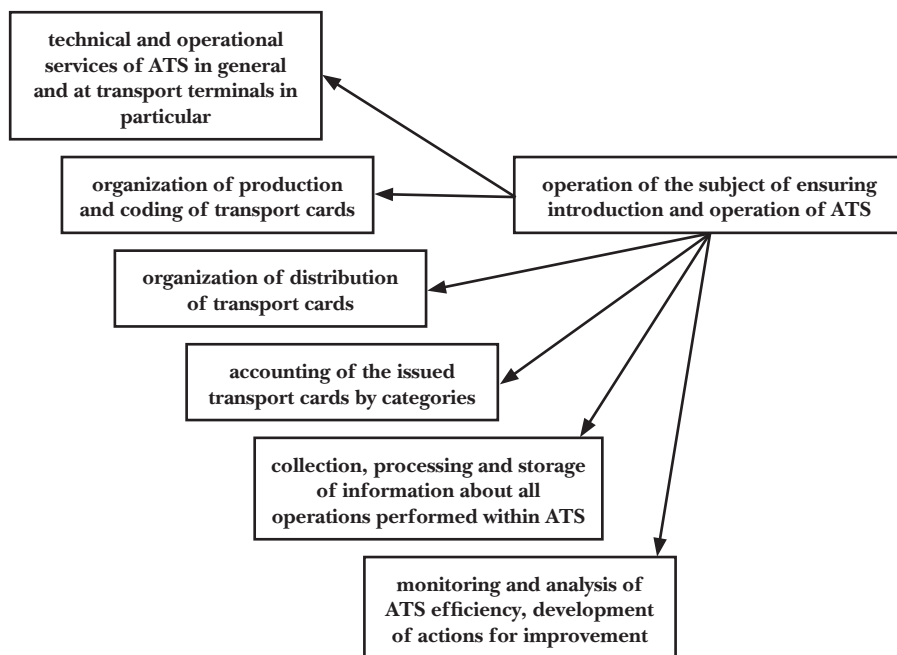 technical and operational
services of ATS in general
and at transport terminals in
particular
organization of production
and coding of transport cards
operation of the subject of ensuring
introduction and operation of ATS
organization of distribution
of transport cards
accounting of the issued
transport cards by categories
collection, processing and storage
of information about all
operations performed within ATS
monitoring and analysis of
ATS efficiency, development
of actions for improvement